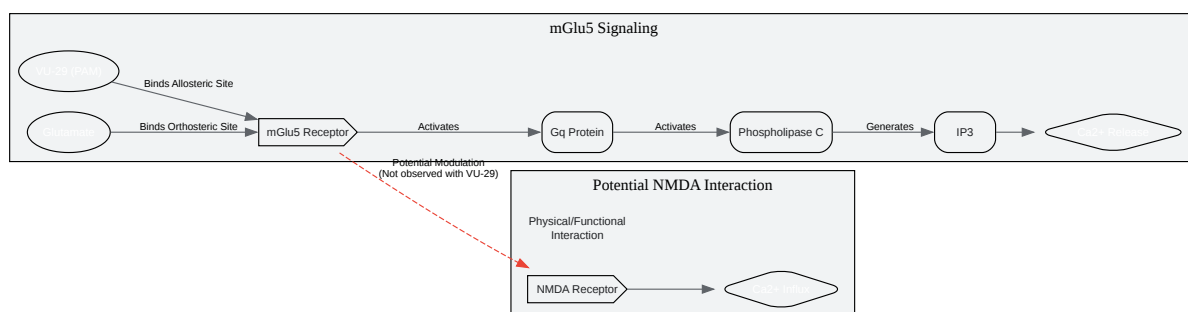 mGlu5 Signaling
VU-29 (PAM)
Binds Allosteric Site
Glutamate
Binds Orthosteric Site
mGlu5 Receptor
Activates
Gq Protein
Activates
Phospholipase C
Generates
IP3
Ca2+ Release
Potential Modulation
(Not observed with VU-29)
Potential NMDA Interaction
Physical/Functional
Interaction
NMDA Receptor
Ca2+ Influx